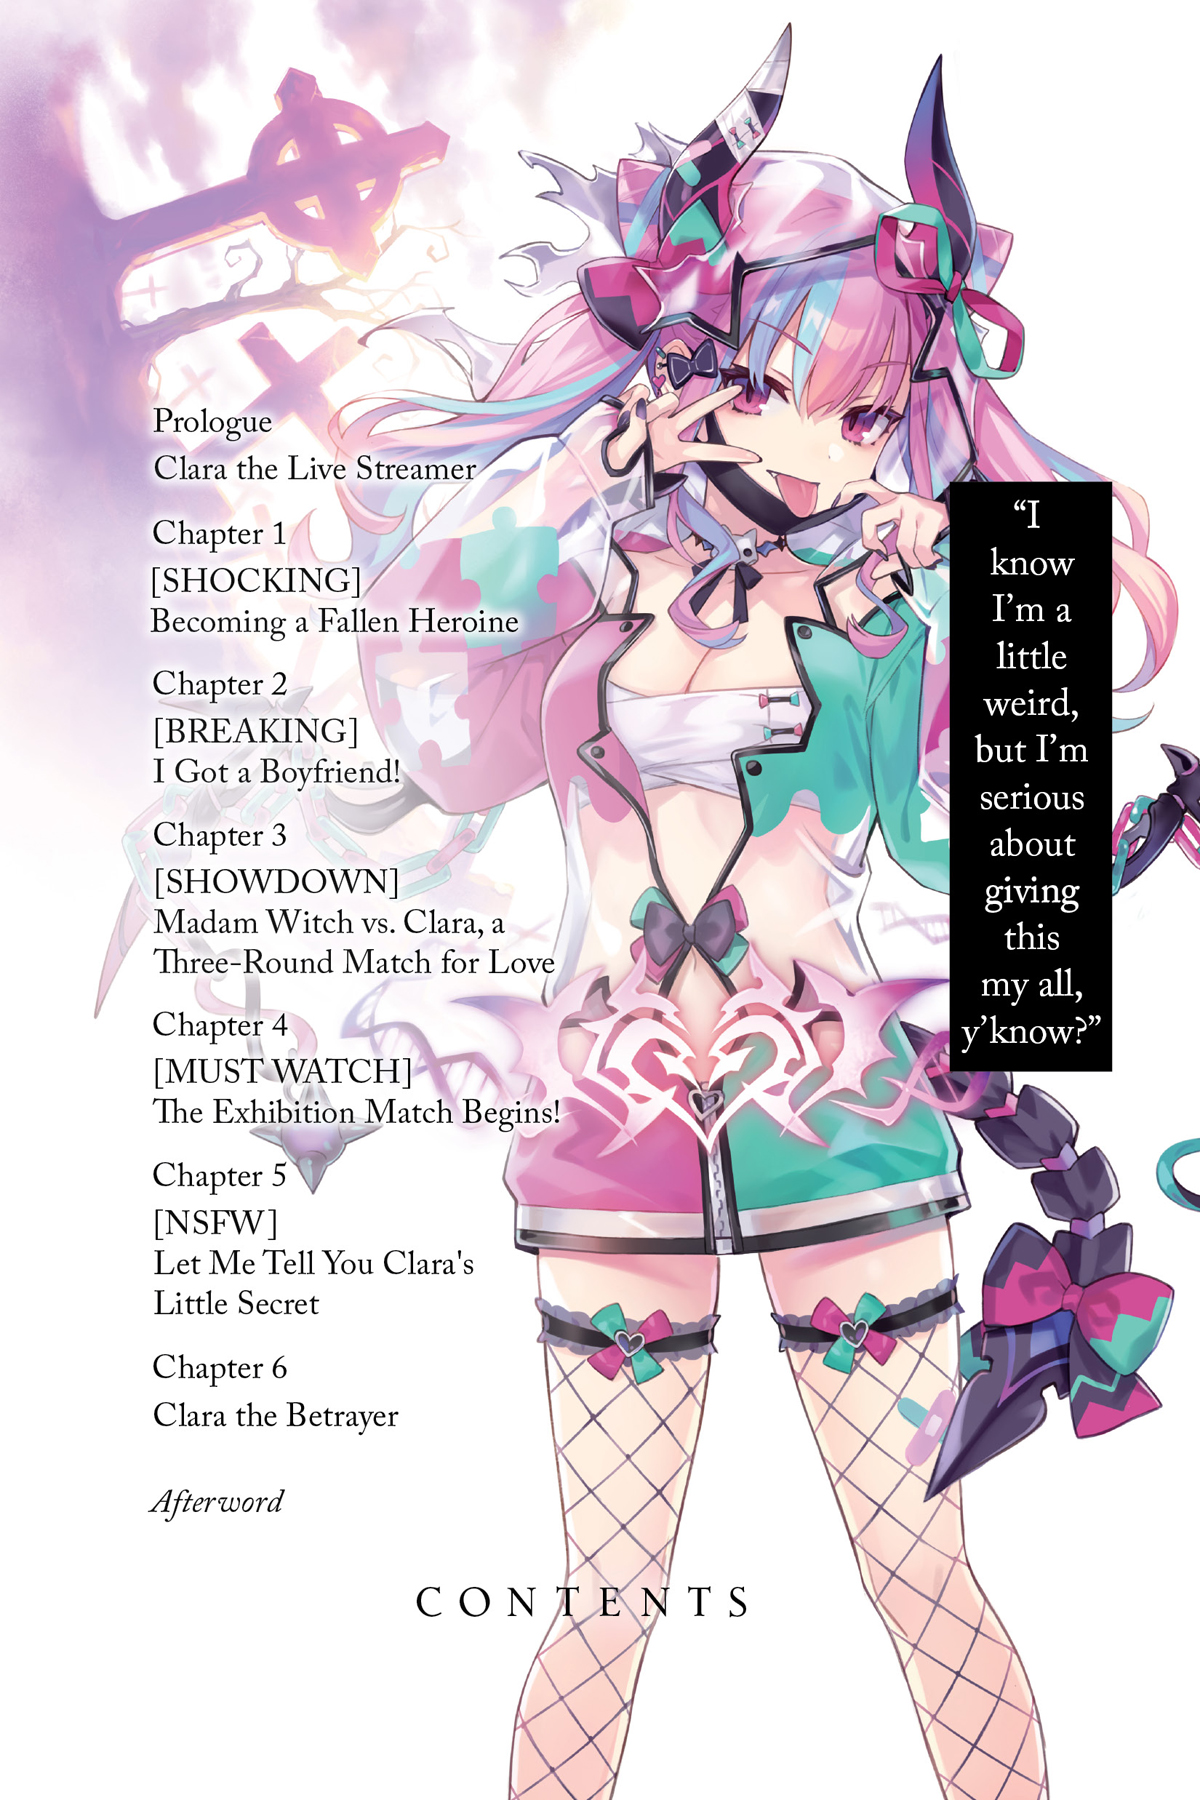 Prologue
Clara the Live Streamer
Chapter 1
[SHOCKING]
Becoming a Fallen Heroine
Chapter 2
[BREAKING]
I Got a Boyfriend!
Chapter 3
[SHOWDOWN]
Madam Witch vs. Clara, a
Three-Round Match for Love
Chapter 4
[MUST WATCH]
The Exhibition Match Begins!
Chapter 5
[NSFW]
Let Me Tell You Clara's
Little Secret
Chapter 6
Clara the Betrayer
Afterword
CONTENTS
“I
know
I’m a
little
weird,
but I’m
serious
about
giving
this
my all,
y’know?”